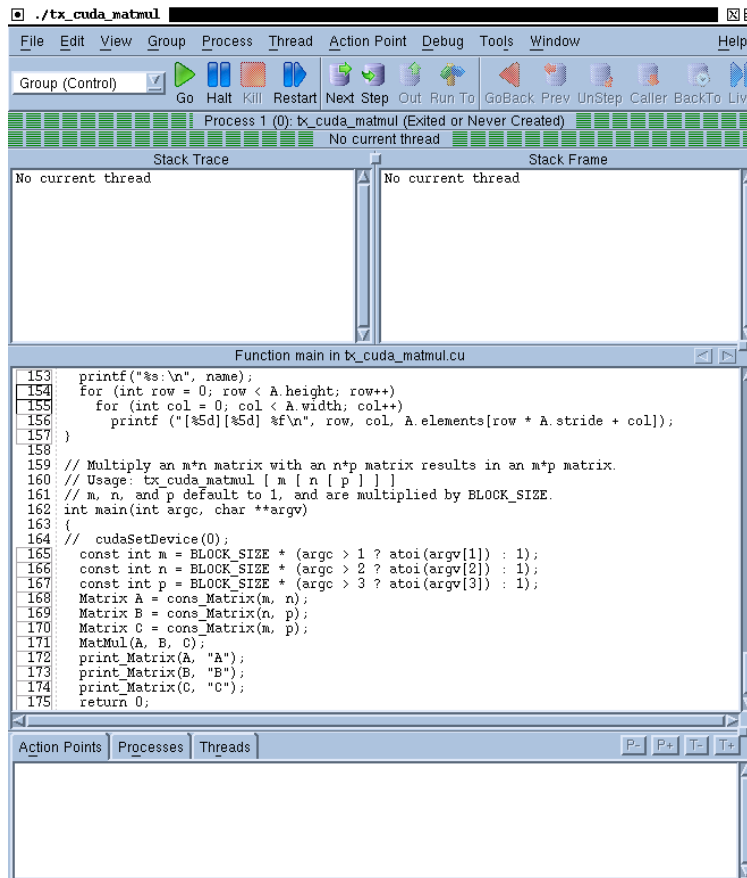 ./tx_cuda_matmul
File Edit View Group Process Thread Action Point Debug Tools Window Help
Group (Control)
Go Halt Kill Restart Next Step Out Run To GoBack Prev UnStep Caller BackTo Liv
Process 1 (0): tx_cuda_matmul (Exited or Never Created)
No current thread
Stack Trace
Stack Frame
No current thread
No current thread
Function main in tx_cuda_matmul.cu
153 printf("%s:\n", name);
154 for (int row = 0; row < A.height; row++)
155 for (int col = 0; col < A.width; col++)
156 printf ("[%5d][%5d] %f\n", row, col, A.elements[row * A.stride + col]);
157 }
158
159 // Multiply an m*n matrix with an n*p matrix results in an m*p matrix.
160 // Usage: tx_cuda_matmul [ m [ n [ p ] ] ]
161 // m, n, and p default to 1, and are multiplied by BLOCK_SIZE.
162 int main(int argc, char **argv)
163 {
164 // cudaSetDevice(0);
165 const int m = BLOCK_SIZE * (argc > 1 ? atoi(argv[1]) : 1);
166 const int n = BLOCK_SIZE * (argc > 2 ? atoi(argv[2]) : 1);
167 const int p = BLOCK_SIZE * (argc > 3 ? atoi(argv[3]) : 1);
168 Matrix A = cons_Matrix(m, n);
169 Matrix B = cons_Matrix(n, p);
170 Matrix C = cons_Matrix(m, p);
171 MatMul(A, B, C);
172 print_Matrix(A, "A");
173 print_Matrix(B, "B");
174 print_Matrix(C, "C");
175 return 0;
Action Points Processes Threads P- P+ T- T+